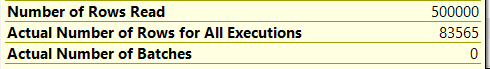 Number of Rows Read 500000
Actual Number of Rows for All Executions 83565
Actual Number of Batches 0